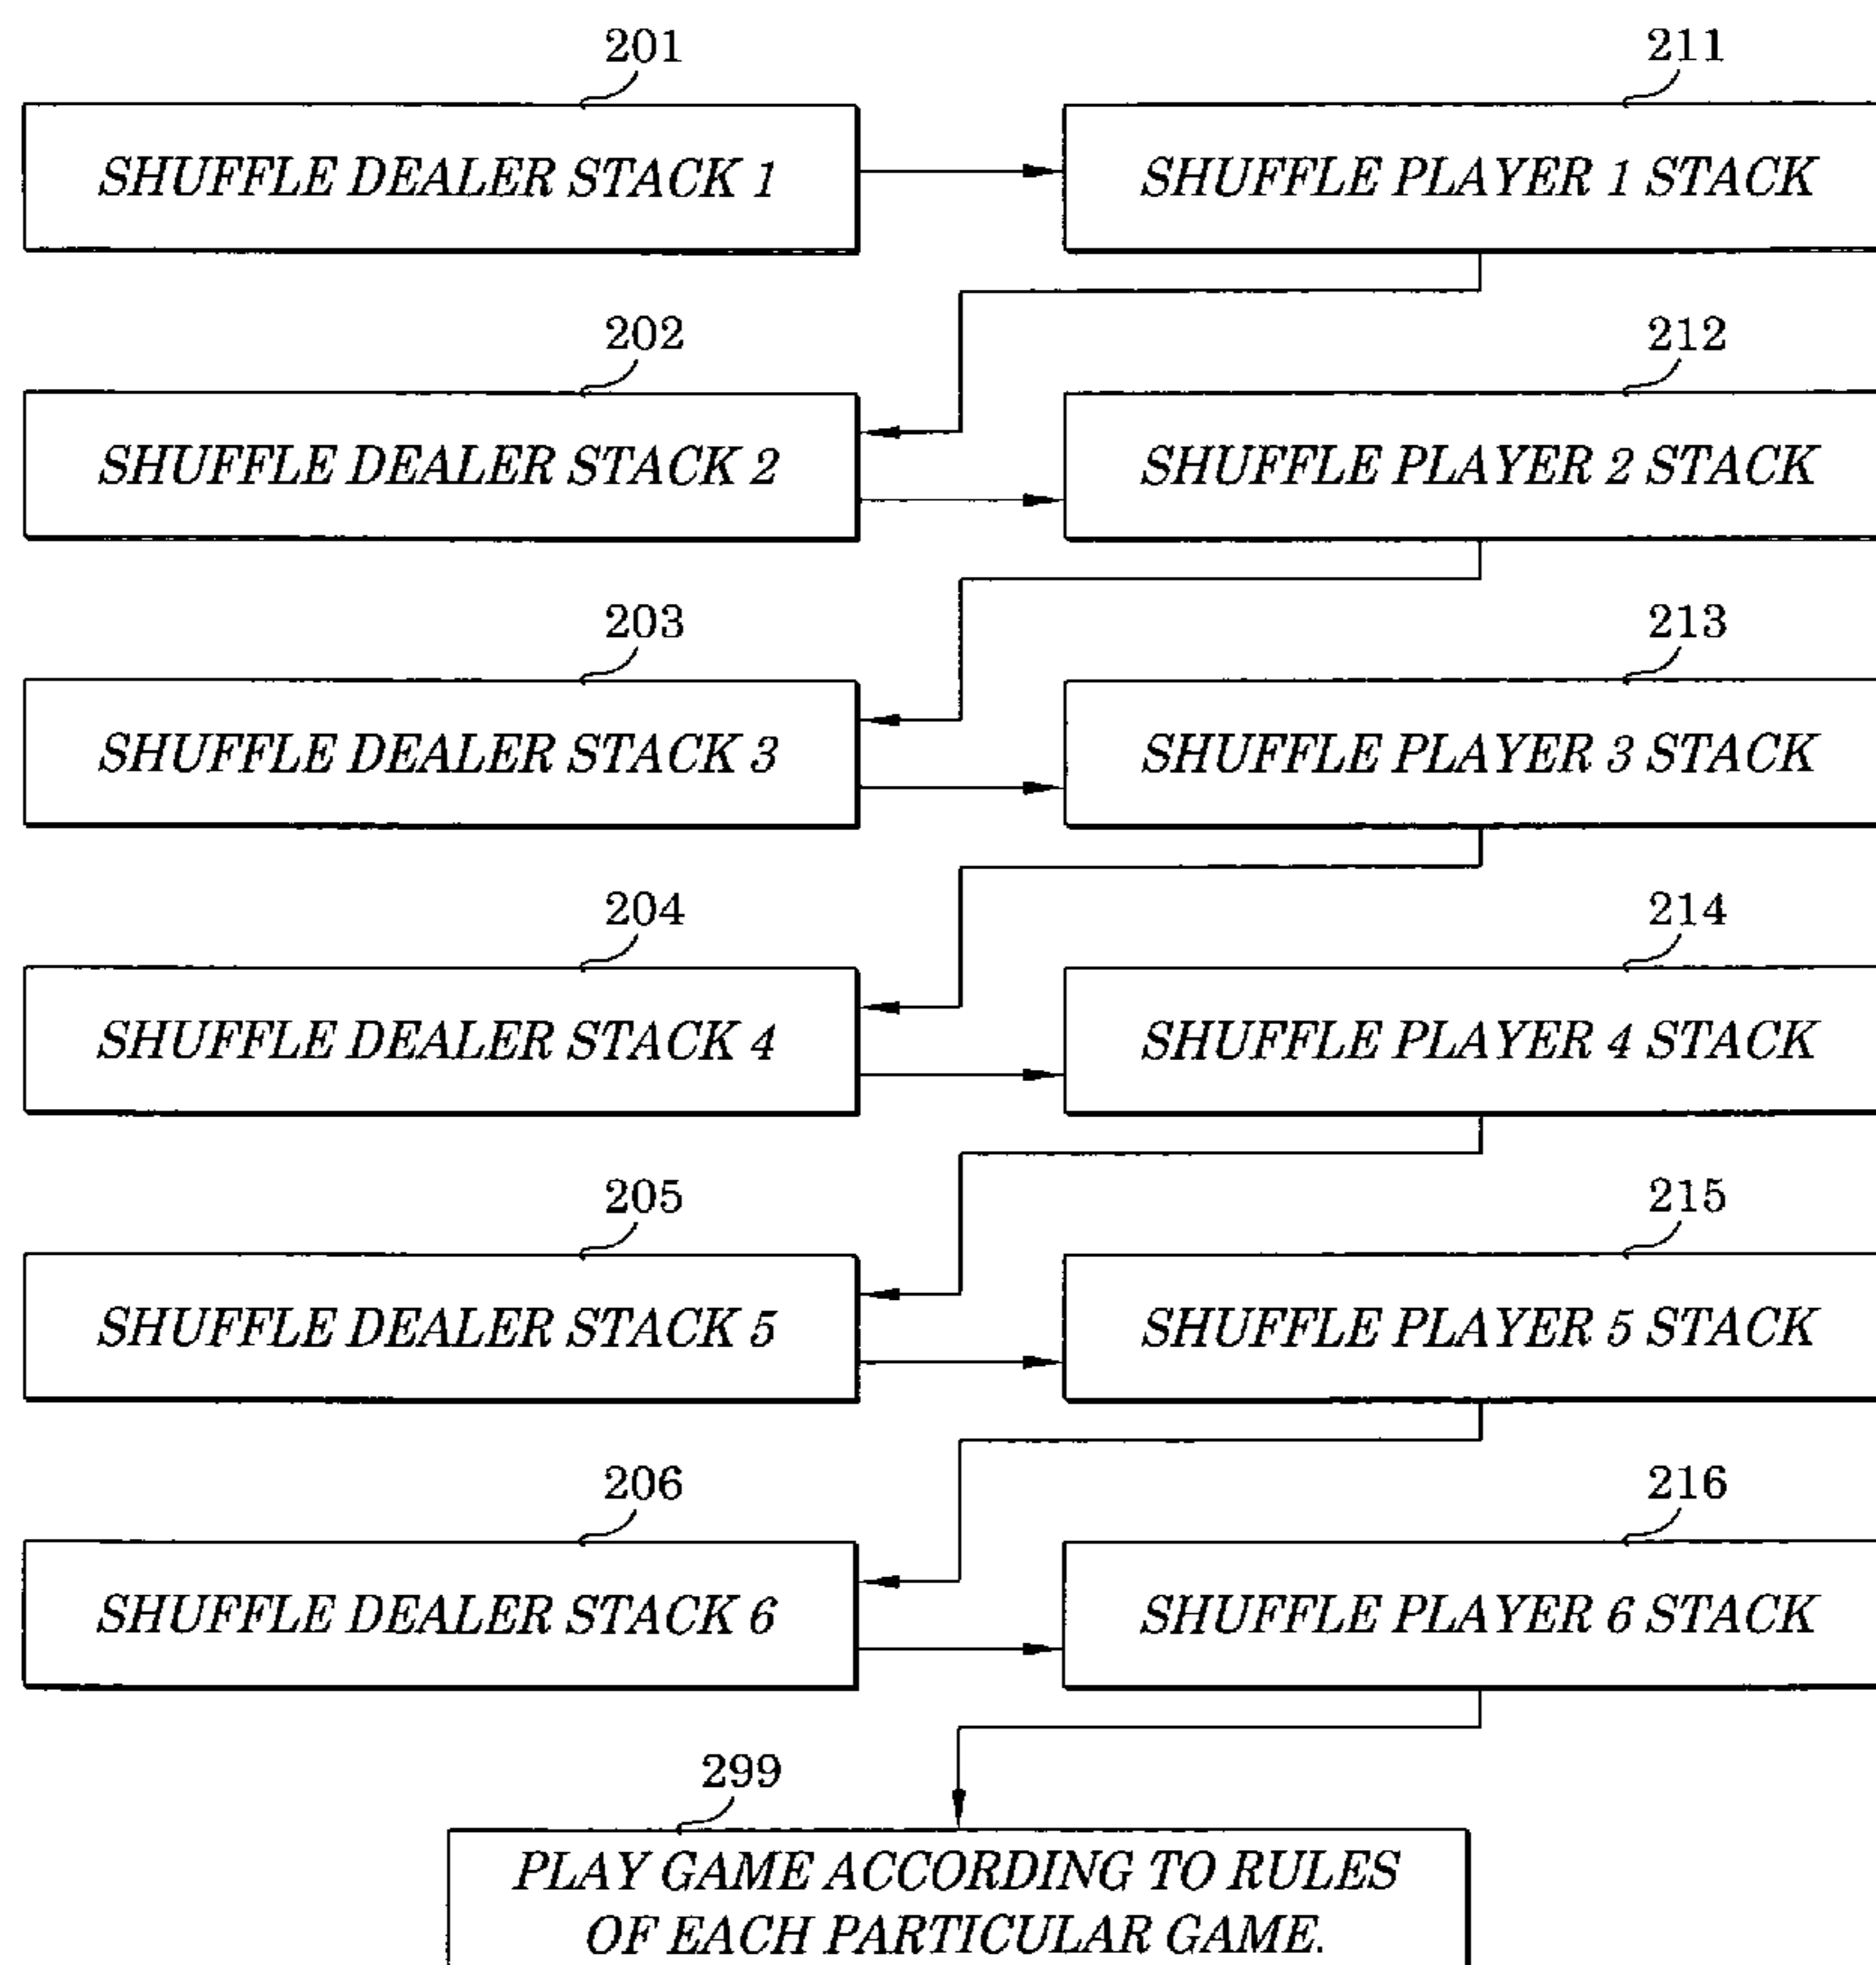 201
211
SHUFFLE DEALER STACK 1
SHUFFLE PLAYER 1 STACK
202
212
SHUFFLE DEALER STACK 2
SHUFFLE PLAYER 2 STACK
203
213
SHUFFLE DEALER STACK 3
SHUFFLE PLAYER 3 STACK
204
214
SHUFFLE DEALER STACK 4
SHUFFLE PLAYER 4 STACK
205
215
SHUFFLE DEALER STACK 5
SHUFFLE PLAYER 5 STACK
206
216
SHUFFLE DEALER STACK 6
SHUFFLE PLAYER 6 STACK
299
PLAY GAME ACCORDING TO RULES
OF EACH PARTICULAR GAME.